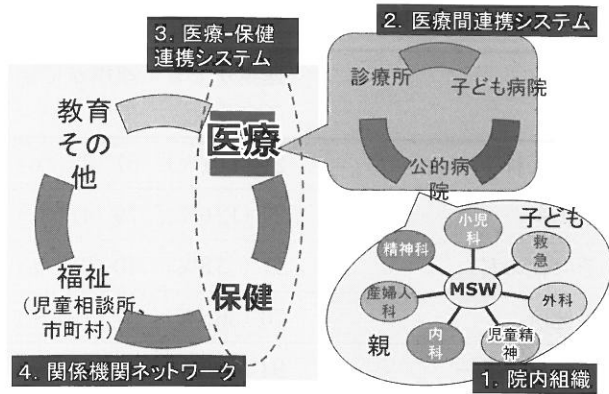 3. 医療-保健
連携システム
2. 医療間連携システム
診療所
子ども病院
公的病
院
教育
その
他
医療
福祉
(児童相談所、
市町村)
保健
4. 関係機関ネットワーク
子ども
小児
科
精神科
救
急
産婦人
科
MSW
外科
内
科
児童精
神
親
1. 院内組織